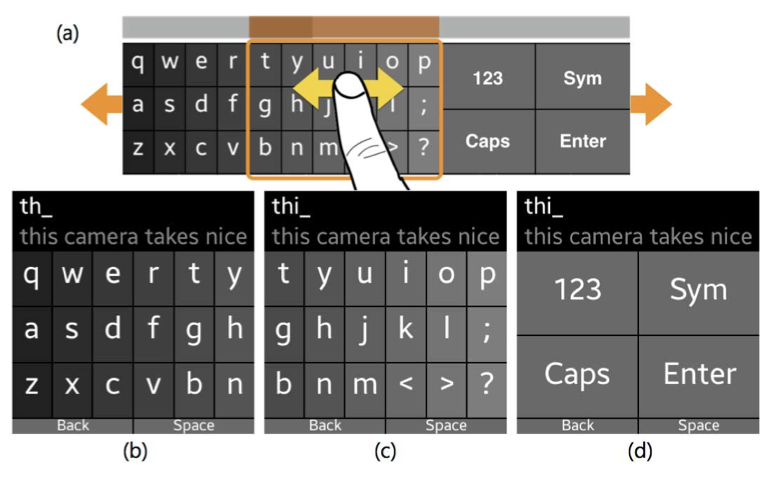 (a)
q w e r t y u i o p 123 Sym
a s d f g h j l ;
z x c v b n m > ? Caps Enter
th_
this camera takes nice
q w e r t y
a s d f g h
z x c v b n
Back Space
(b)
thi_
this camera takes nice
t y u i o p
g h j k l ;
b n m < > ?
Back Space
(c)
thi_
this camera takes nice
123 Sym
Caps Enter
Back Space
(d)